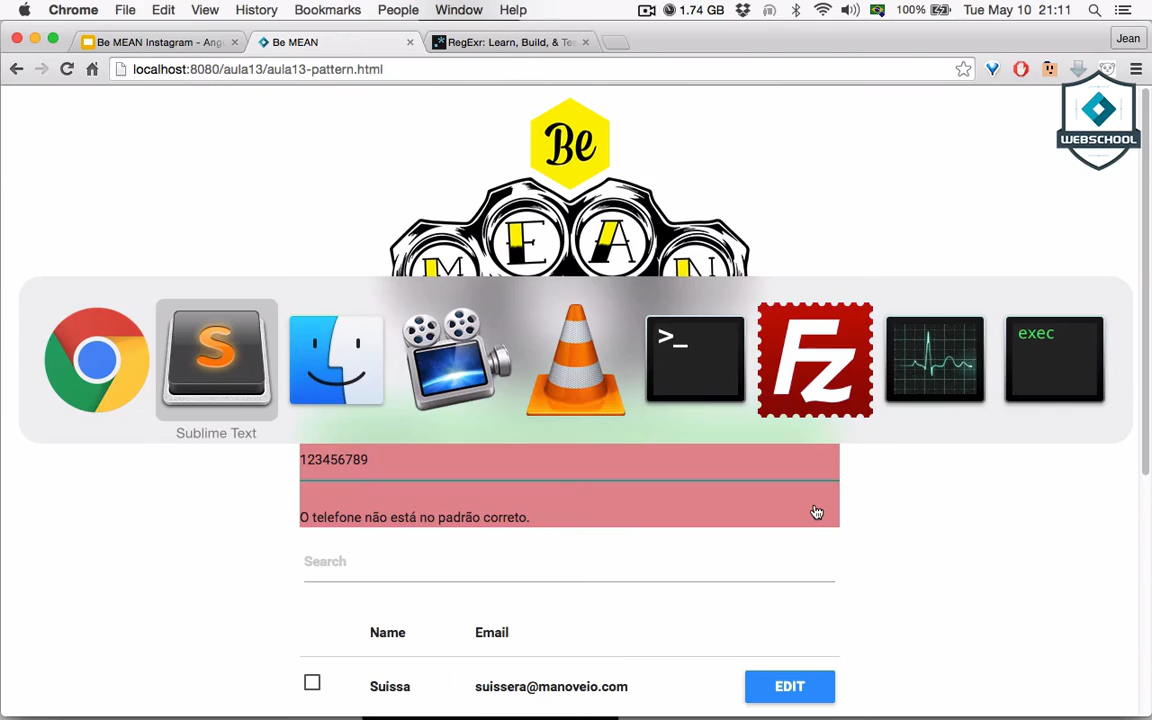 Chrome File Edit View History Bookmarks People Window Help 1.74 GB 100% Tue May 10 21:11
Be MEAN Instagram - Ang Be MEAN RegExr: Learn, Build, & Te Jean
localhost:8080/aula13/aula13-pattern.html
WEBSCHOOL
Be
MEAN
S
>_
Fz
exec
Sublime Text
123456789
O telefone não está no padrão correto.
Search
Name Email
Suissa suissera@manoveio.com EDIT